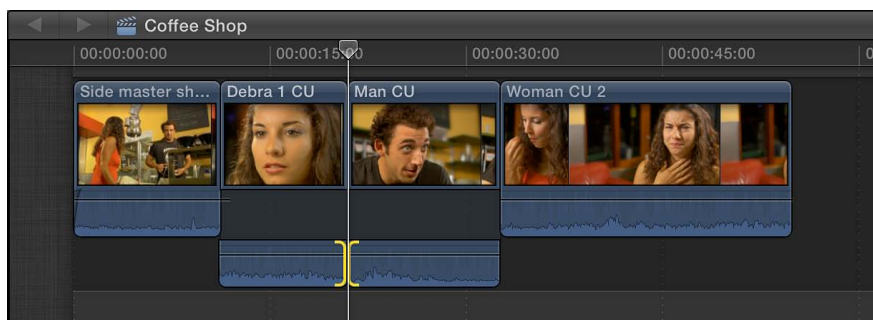 Coffee Shop
00:00:00:00
00:00:15:00
00:00:30:00
00:00:45:00
0
Side master sh...
Debra 1 CU
Man CU
Woman CU 2